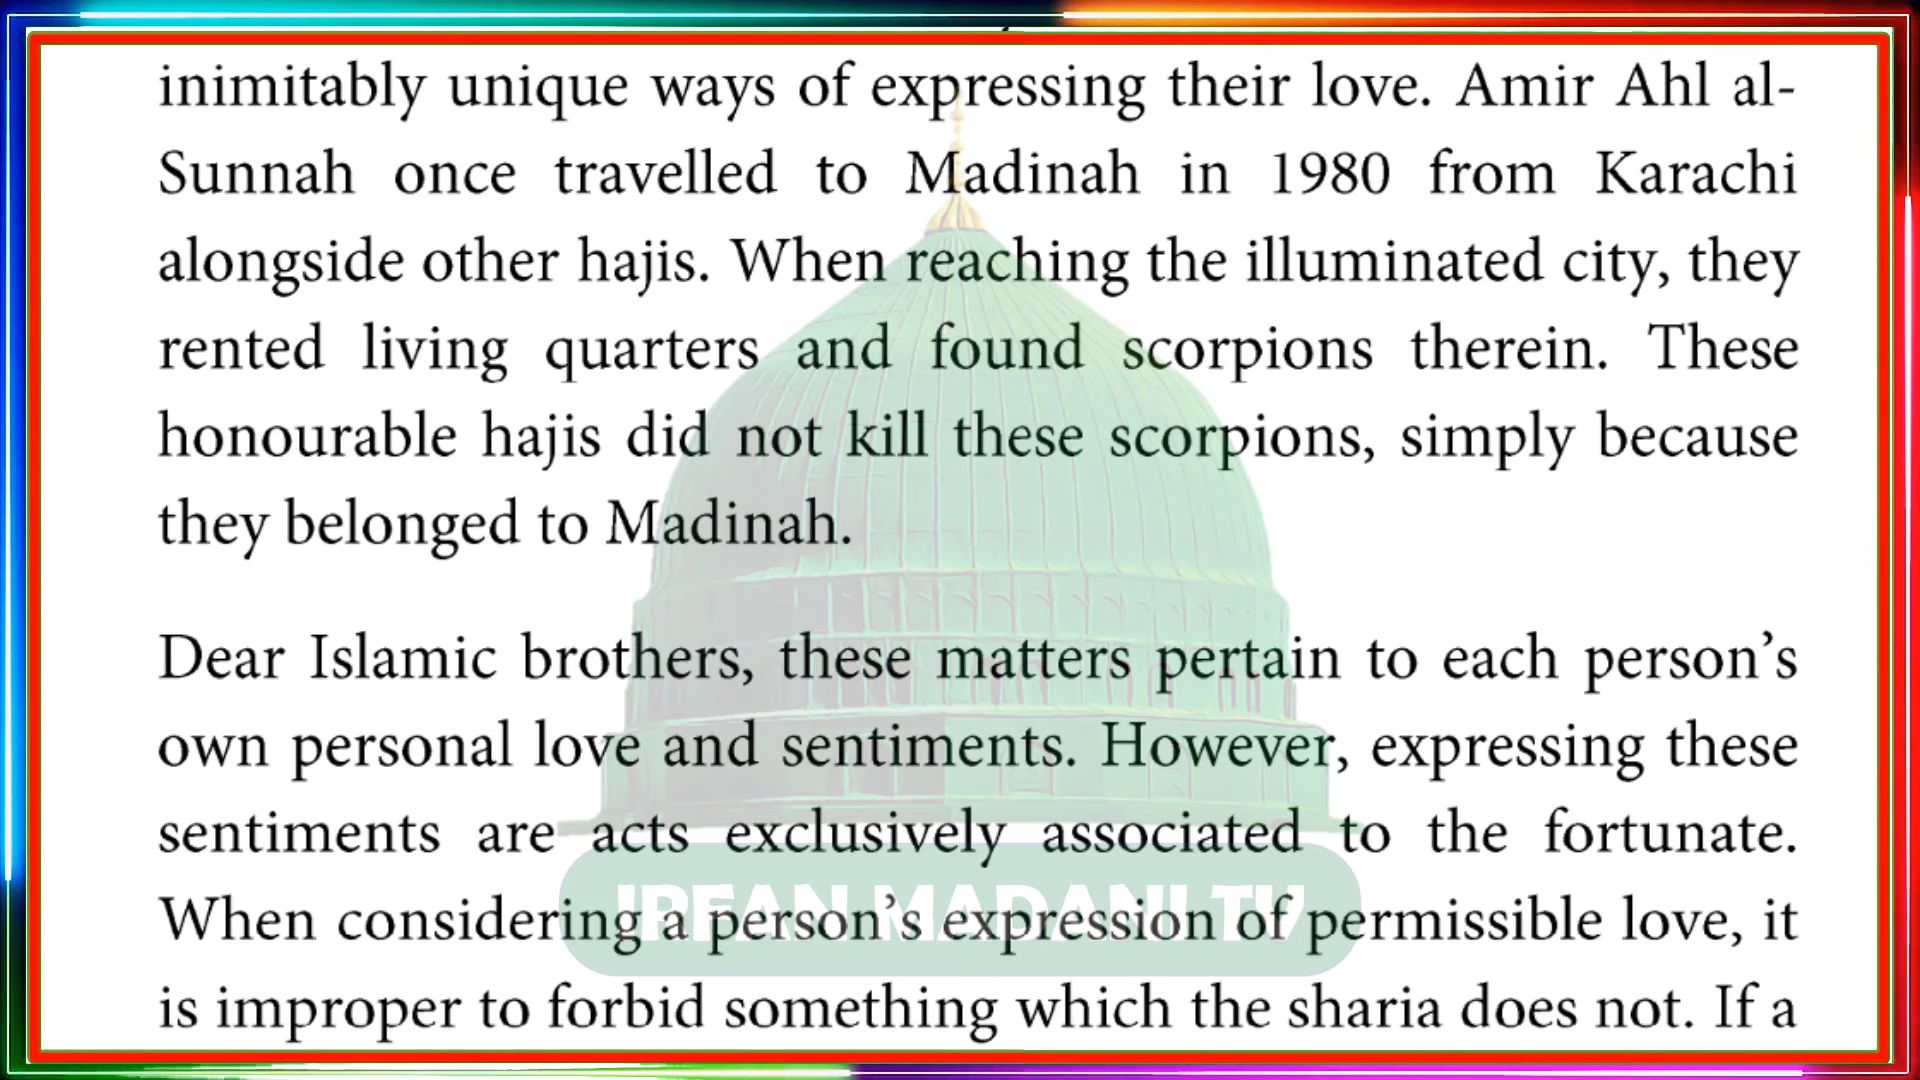 inimitably unique ways of expressing their love. Amir Ahl al-
Sunnah once travelled to Madinah in 1980 from Karachi
alongside other hajis. When reaching the illuminated city, they
rented living quarters and found scorpions therein. These
honourable hajis did not kill these scorpions, simply because
they belonged to Madinah.
Dear Islamic brothers, these matters pertain to each person’s
own personal love and sentiments. However, expressing these
sentiments are acts exclusively associated to the fortunate.
When considering a person’s expression of permissible love, it
IRFAN MADANI TV
is improper to forbid something which the sharia does not. If a